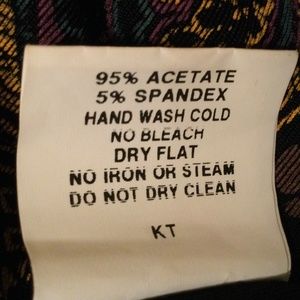 95% ACETATE
5% SPANDEX
HAND WASH COLD
NO BLEACH
DRY FLAT
NO IRON OR STEAM
DO NOT DRY CLEAN
KT